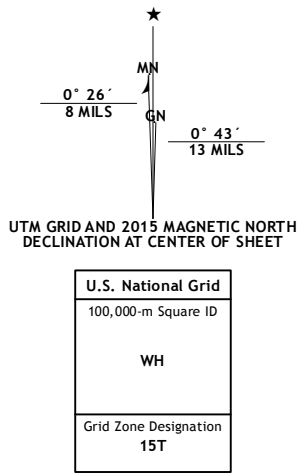 ★
MN
0° 26´
8 MILS
GN
0° 43´
13 MILS
UTM GRID AND 2015 MAGNETIC NORTH
DECLINATION AT CENTER OF SHEET
U.S. National Grid
100,000-m Square ID
WH
Grid Zone Designation
15T